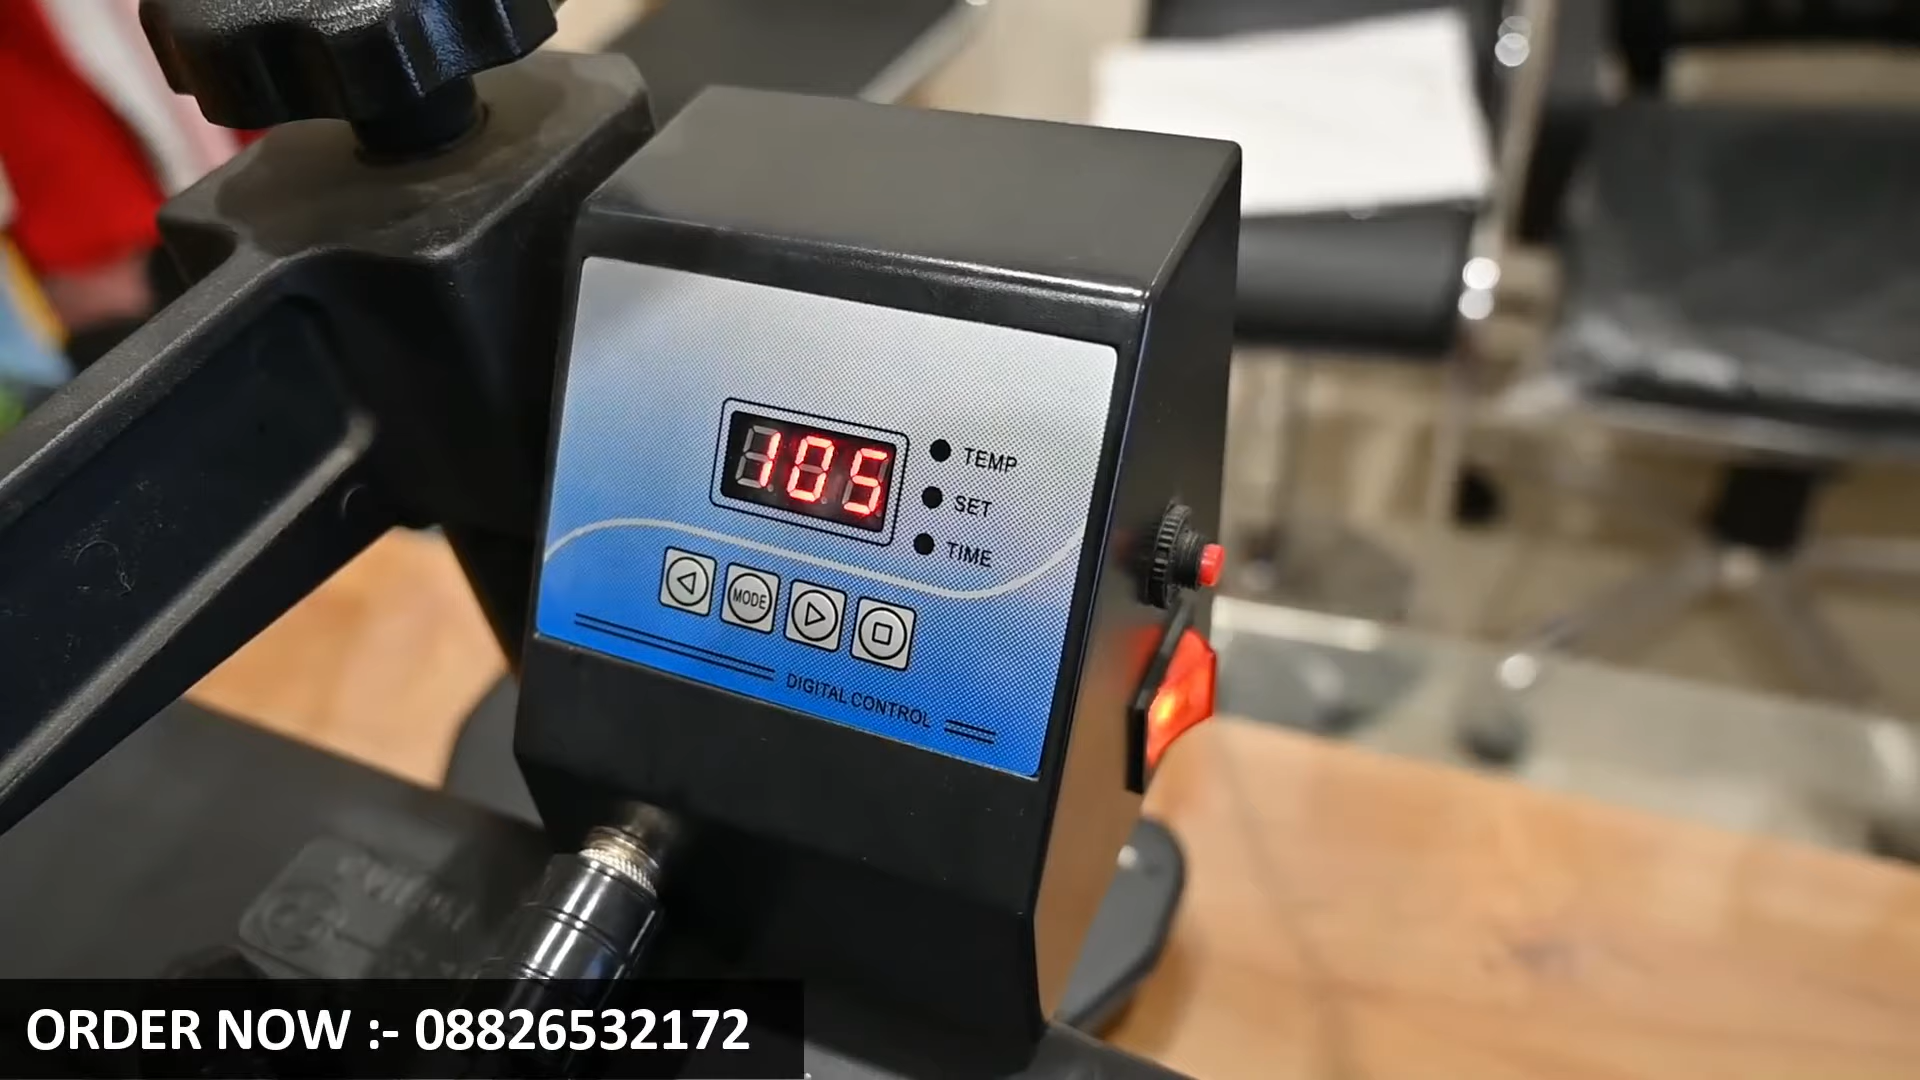 105
TEMP
SET
TIME
MODE
DIGITAL CONTROL
ORDER NOW :- 08826532172